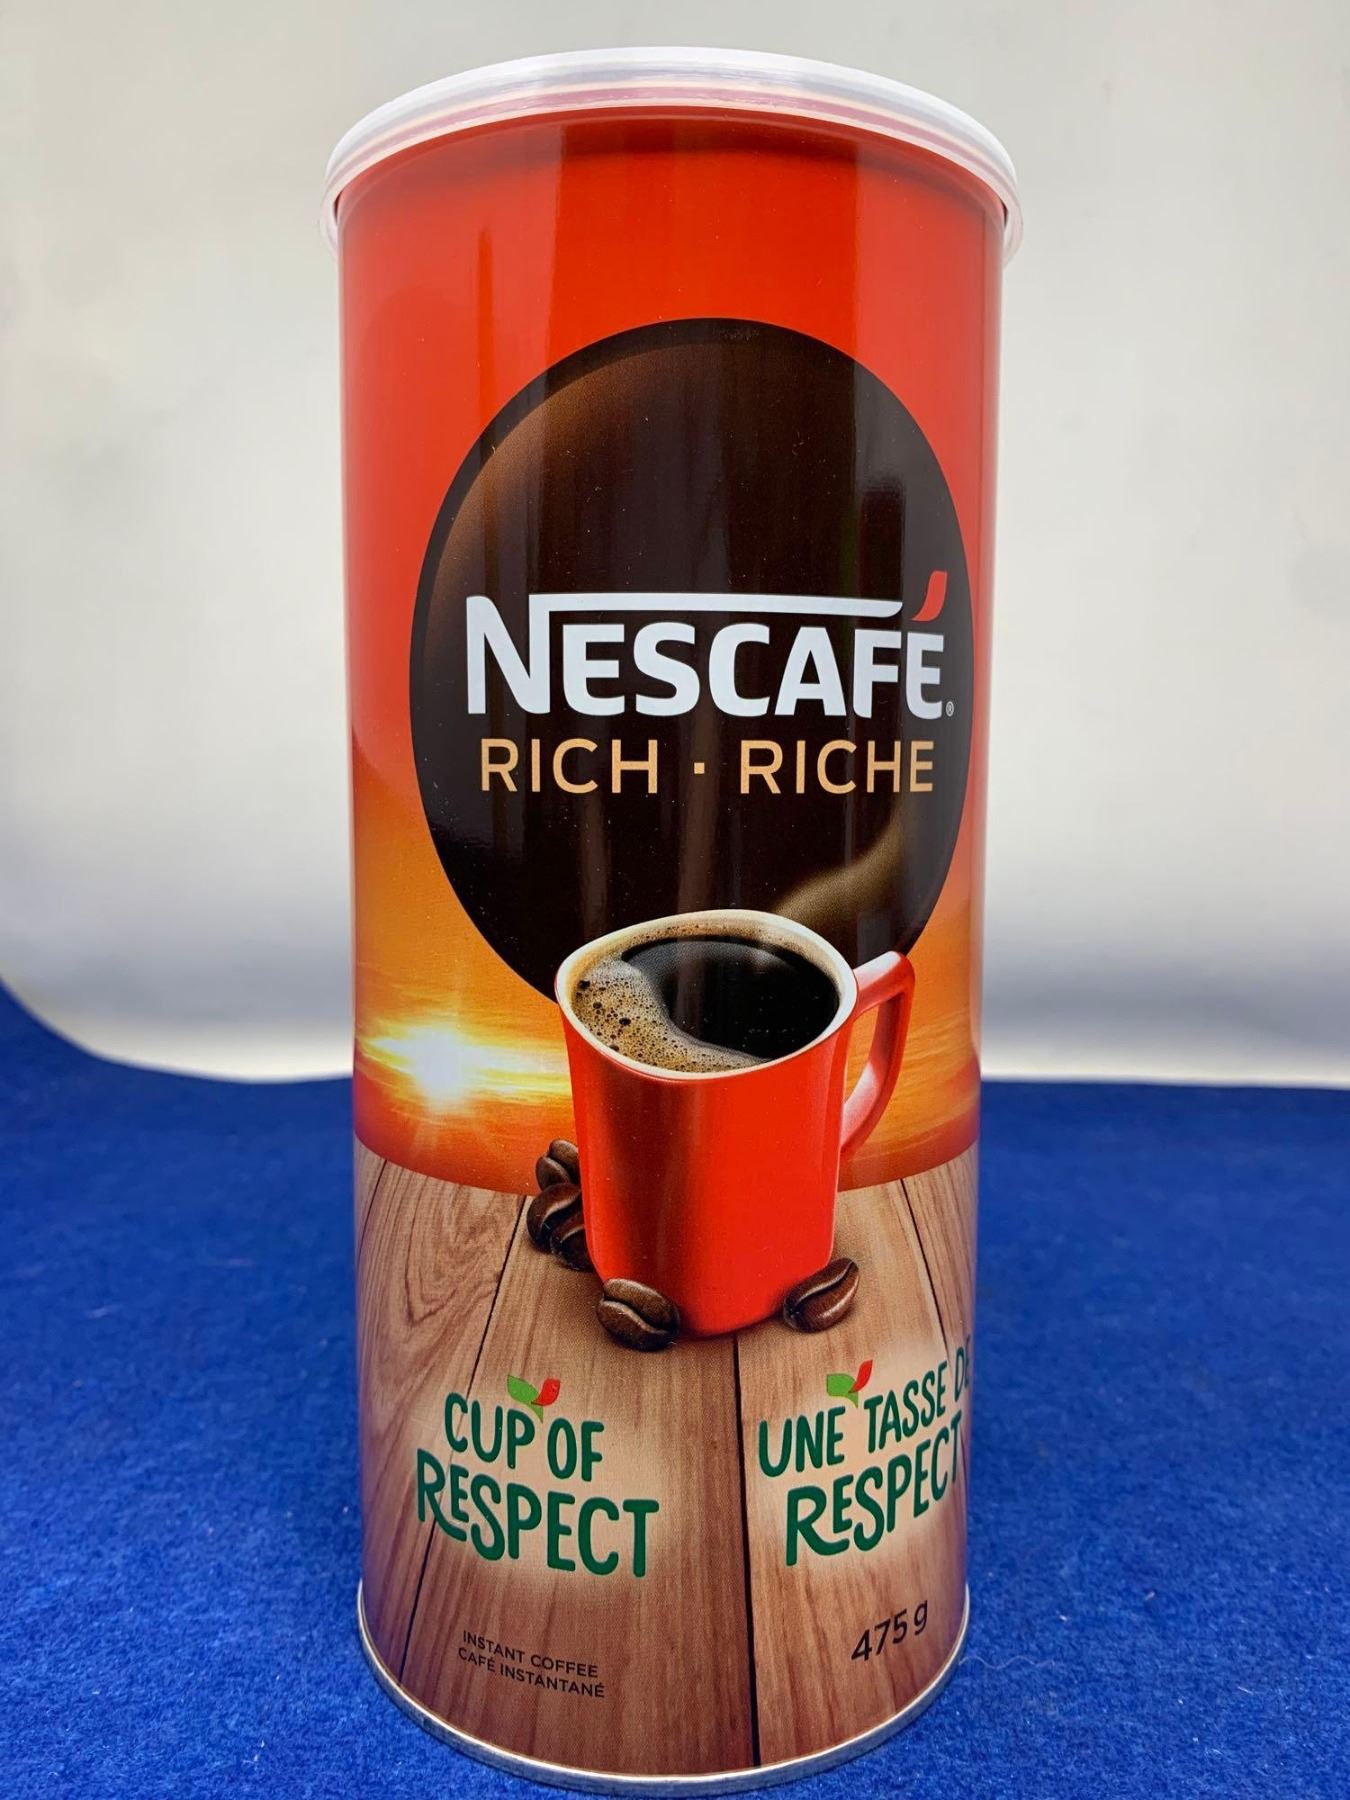 NESCAFÉ®
RICH · RICHE
CUP OF
RESPECT
UNE TASSE DE
RESPECT
475 g
INSTANT COFFEE
CAFÉ INSTANTANÉ